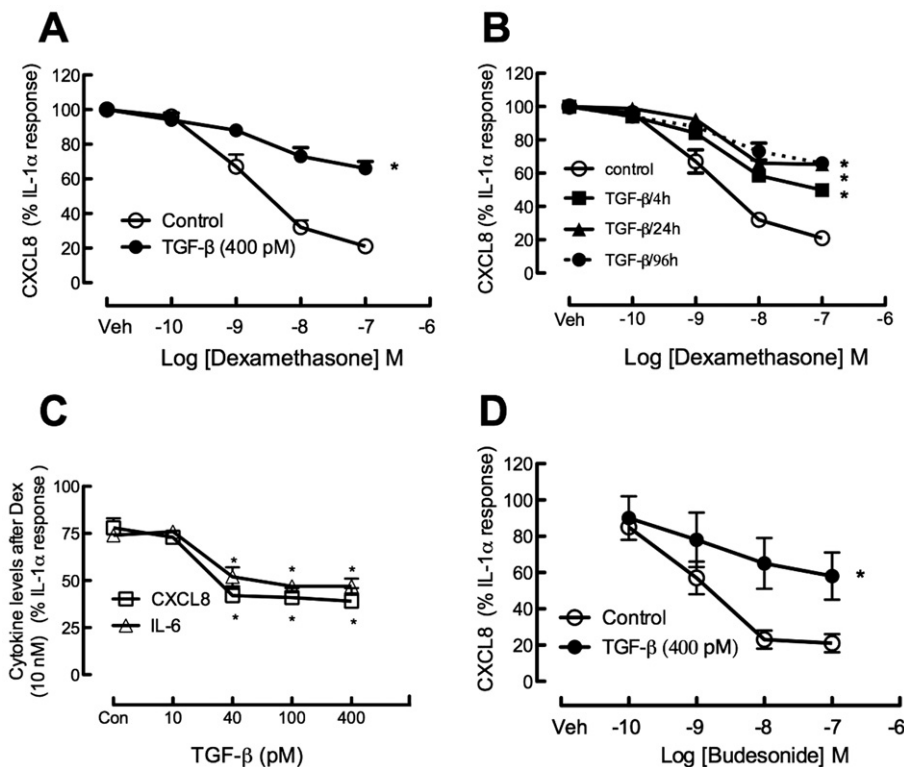 A
CXCL8 (% IL-1α response)
120
100
80
60
40
20
0
Control
TGF-β (400 pM)
*
Veh -10 -9 -8 -7 -6
Log [Dexamethasone] M
B
CXCL8 (% IL-1α response)
120
100
80
60
40
20
0
control
TGF-β/4h
TGF-β/24h
TGF-β/96h
*
*
*
Veh -10 -9 -8 -7 -6
Log [Dexamethasone] M
C
Cytokine levels after Dex
(10 nM) (% IL-1α response)
100
75
50
25
0
* * *
* * *
CXCL8
IL-6
Con 10 40 100 400
TGF-β (pM)
D
CXCL8 (% IL-1α response)
120
100
80
60
40
20
0
*
Control
TGF-β (400 pM)
Veh -10 -9 -8 -7 -6
Log [Budesonide] M